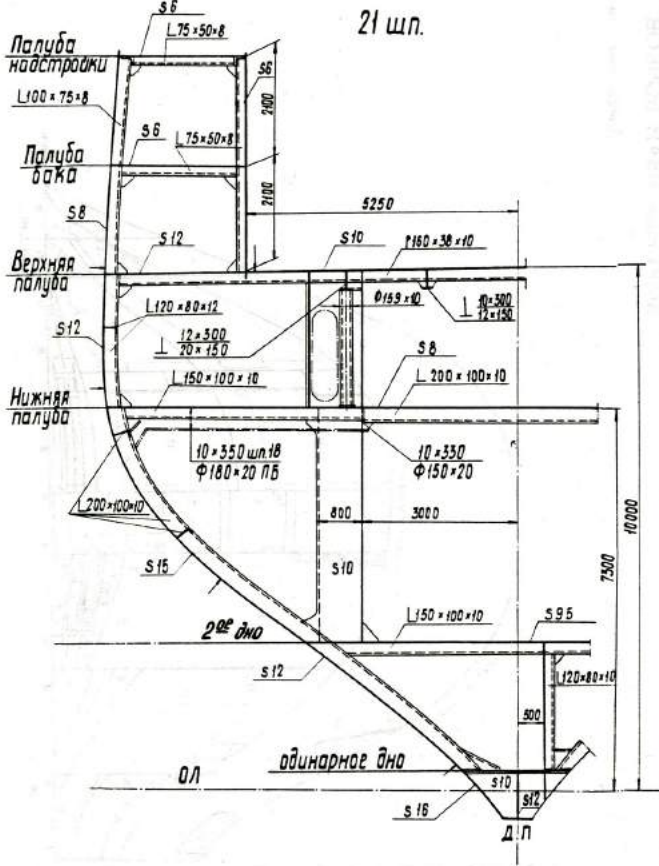 21 шп.
Палуба
надстройки
S6
L75×50×8
S6
L100×75×8
2100
S6
L75×50×8
Палуба
бака
2100
S8
5250
S12
S10
Г160×38×10
Верхняя
палуба
L120×80×12
Ф159×10
⊥ 10×300
12×150
S12
⊥ 12×300
20×150
S8
L150×100×10
L200×100×10
Нижняя
палуба
10×350 шп.18
Ф180×20 ПБ
10×330
Ф150×20
L200×100×10
800
3000
10000
7300
S15
S10
2ое дно
L150×100×10
S9.5
S12
L120×80×10
500
одинарное дно
ОЛ
S10
S12
S16
ДП